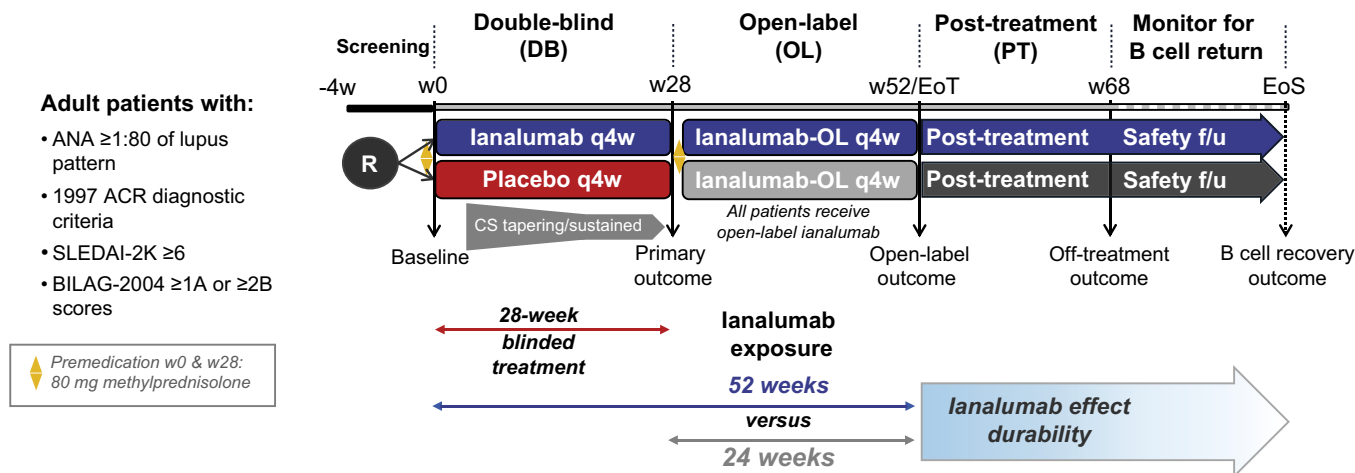 Screening
Double-blind
(DB)
Open-label
(OL)
Post-treatment
(PT)
Monitor for
B cell return
-4w
w0
w28
w52/EoT
w68
EoS
Adult patients with:
• ANA ≥1:80 of lupus
pattern
• 1997 ACR diagnostic
criteria
• SLEDAI-2K ≥6
• BILAG-2004 ≥1A or ≥2B
scores
R
Ianalumab q4w
Ianalumab-OL q4w
Post-treatment
Safety f/u
Placebo q4w
Ianalumab-OL q4w
Post-treatment
Safety f/u
CS tapering/sustained
All patients receive
open-label ianalumab
Baseline
Primary
outcome
Open-label
outcome
Off-treatment
outcome
B cell recovery
outcome
28-week
blinded
treatment
Ianalumab
exposure
52 weeks
versus
24 weeks
Ianalumab effect
durability
Premedication w0 & w28:
80 mg methylprednisolone